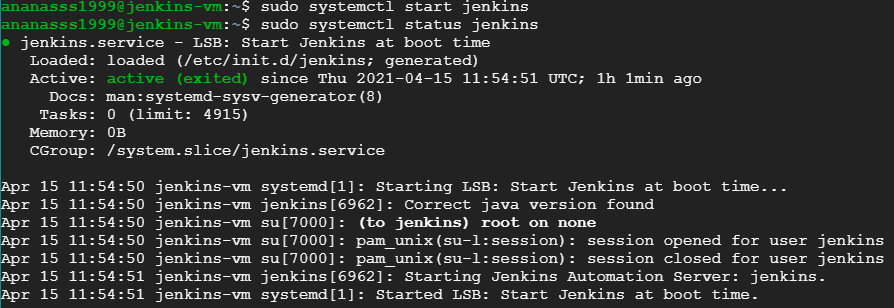 ananasss1999@jenkins-vm:~$ sudo systemctl start jenkins
ananasss1999@jenkins-vm:~$ sudo systemctl status jenkins
● jenkins.service - LSB: Start Jenkins at boot time
   Loaded: loaded (/etc/init.d/jenkins; generated)
   Active: active (exited) since Thu 2021-04-15 11:54:51 UTC; 1h 1min ago
     Docs: man:systemd-sysv-generator(8)
    Tasks: 0 (limit: 4915)
   Memory: 0B
   CGroup: /system.slice/jenkins.service

Apr 15 11:54:50 jenkins-vm systemd[1]: Starting LSB: Start Jenkins at boot time...
Apr 15 11:54:50 jenkins-vm jenkins[6962]: Correct java version found
Apr 15 11:54:50 jenkins-vm su[7000]: (to jenkins) root on none
Apr 15 11:54:50 jenkins-vm su[7000]: pam_unix(su-l:session): session opened for user jenkins
Apr 15 11:54:50 jenkins-vm su[7000]: pam_unix(su-l:session): session closed for user jenkins
Apr 15 11:54:51 jenkins-vm jenkins[6962]: Starting Jenkins Automation Server: jenkins.
Apr 15 11:54:51 jenkins-vm systemd[1]: Started LSB: Start Jenkins at boot time.